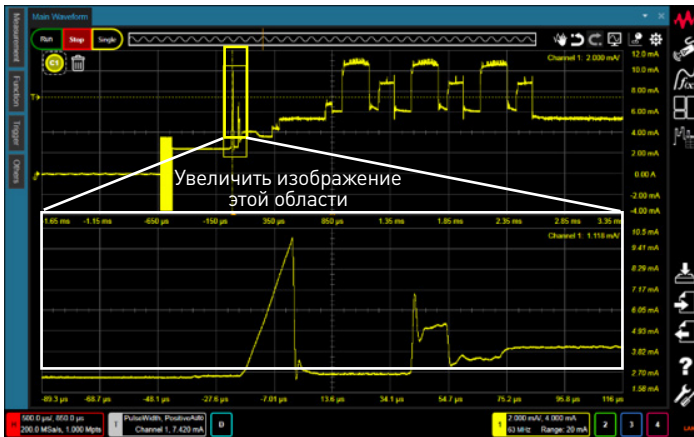 Main Waveform
Run
Stop
Single
C1
Measurement
Function
Trigger
Others
Channel 1: 2.000 mA/
12.0 mA
10.0 mA
8.00 mA
6.00 mA
4.00 mA
2.00 mA
0.00 A
-2.00 mA
-4.00 mA
T
Увеличить изображение
этой области
-1.65 ms
-1.15 ms
-650 µs
-150 µs
350 µs
850 µs
1.35 ms
1.85 ms
2.35 ms
2.85 ms
3.35 ms
Channel 1: 1.118 mA/
10.5 mA
9.41 mA
8.29 mA
7.17 mA
6.05 mA
4.93 mA
3.82 mA
2.70 mA
1.58 mA
-89.3 µs
-68.7 µs
-48.1 µs
-27.6 µs
-7.01 µs
13.6 µs
34.1 µs
54.7 µs
75.2 µs
95.8 µs
116 µs
H
500.0 µs/, 850.0 µs
200.0 MSa/s, 1.000 Mpts
T
PulseWidth, PositiveAuto
Channel 1, 7.420 mA
D
1
2.000 mA/, 4.000 mA
63 MHz Range: 20 mA
2
3
4
LAN
?